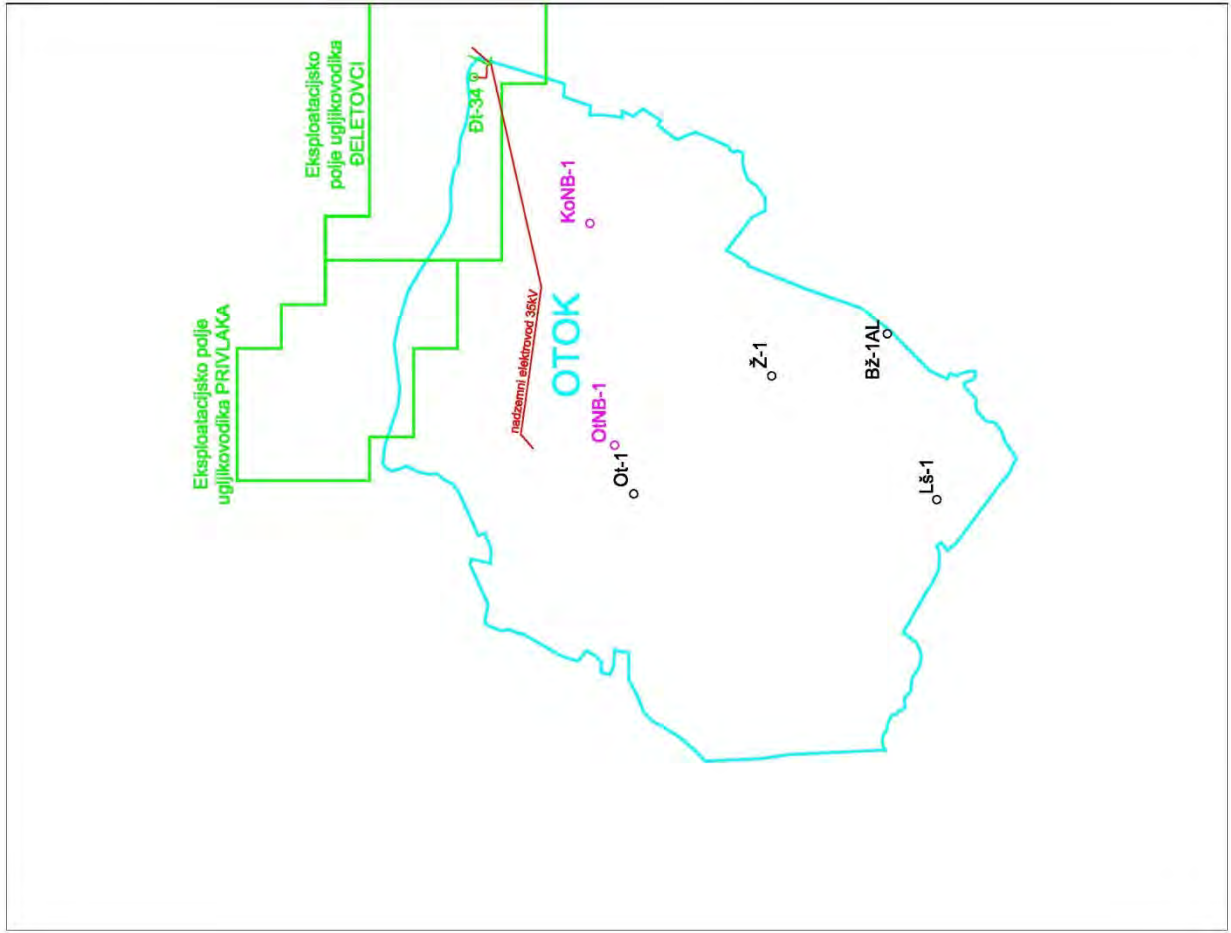 Eksploatacijsko
polje ugljikovodika
ĐELETOVCI
Eksploatacijsko polje
ugljikovodika PRIVLAKA
Đt-34
KoNB-1
nadzemni elektrovod 35kV
OTOK
OtNB-1
Ot-1
Ž-1
Bž-1AL
Lš-1